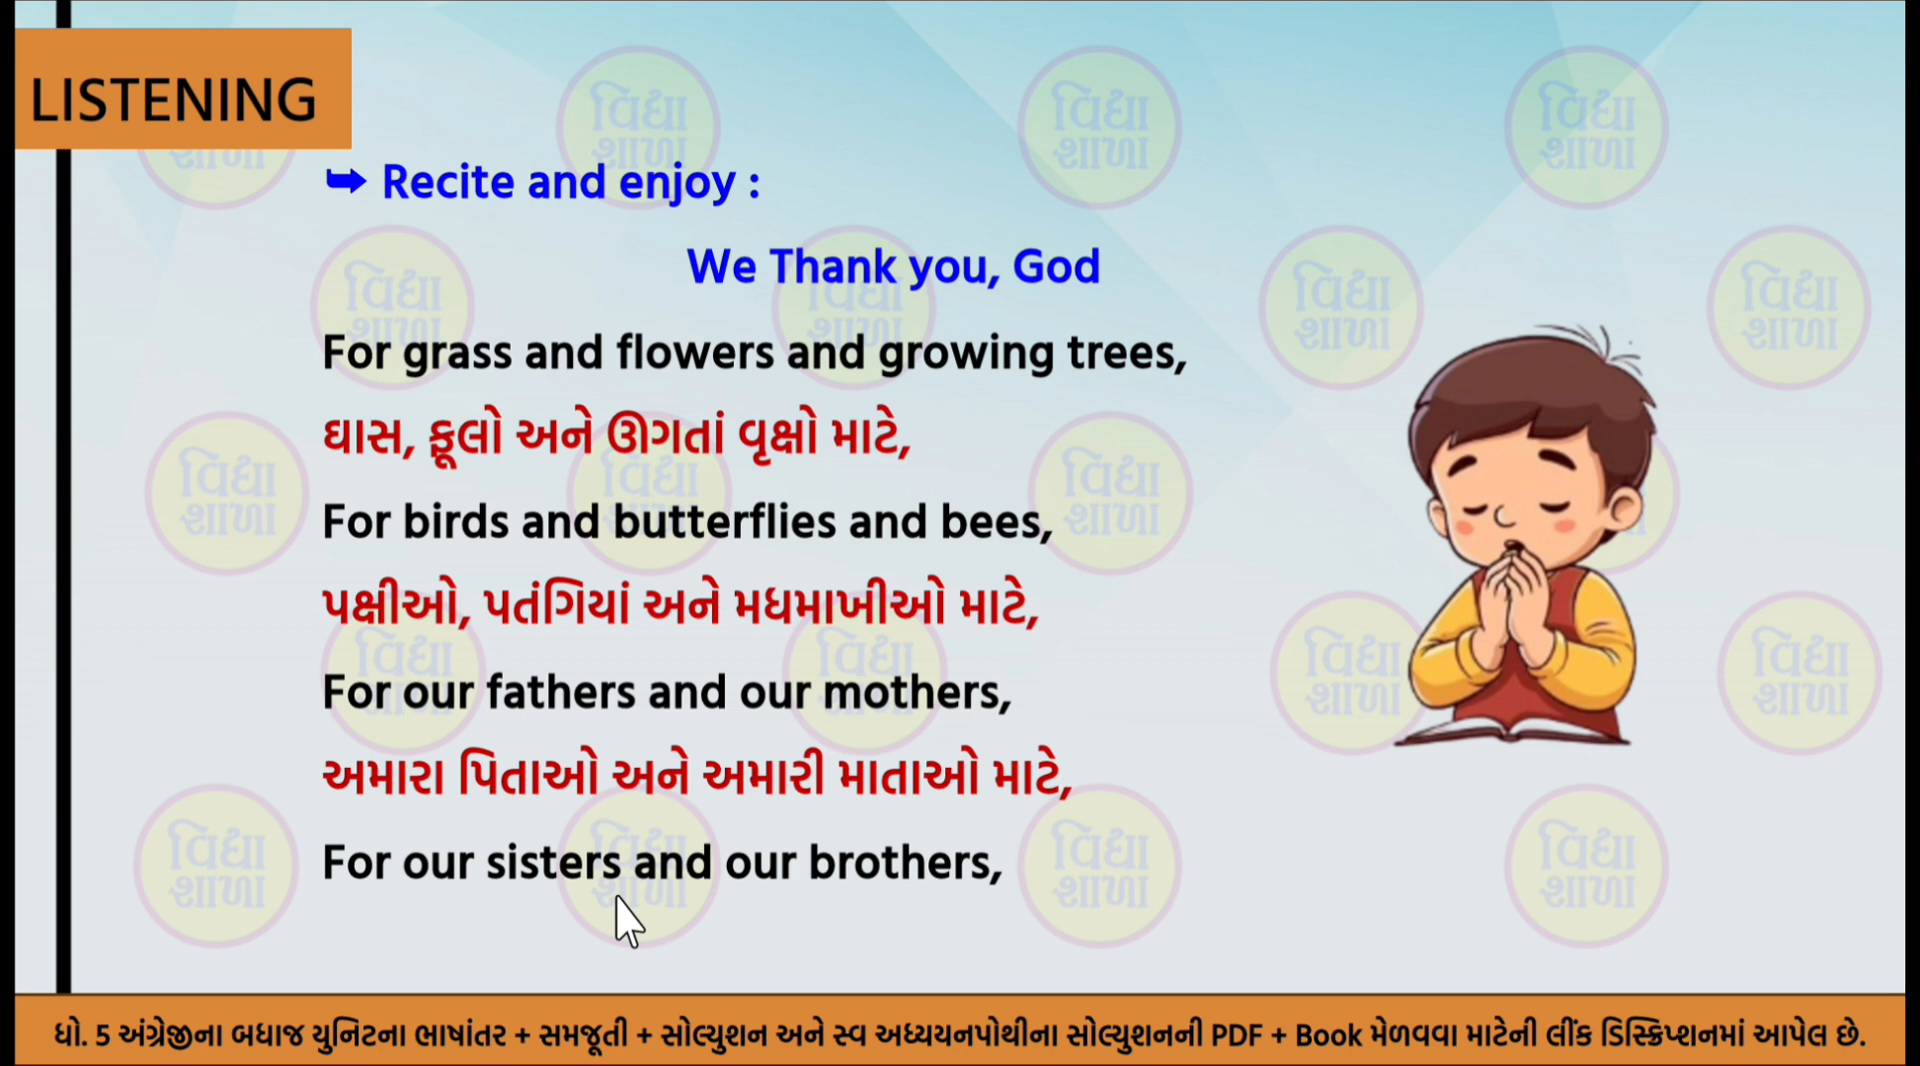 LISTENING
➥ Recite and enjoy :
We Thank you, God
For grass and flowers and growing trees,
ઘાસ, ફૂલો અને ઊગતાં વૃક્ષો માટે,
For birds and butterflies and bees,
પક્ષીઓ, પતંગિયાં અને મધમાખીઓ માટે,
For our fathers and our mothers,
અમારા પિતાઓ અને અમારી માતાઓ માટે,
For our sisters and our brothers,
વિદ્યા
શાળા
ધો. 5 અંગ્રેજીના બધાજ યુનિટના ભાષાંતર + સમજૂતી + સોલ્યુશન અને સ્વ અધ્યયનપોથીના સોલ્યુશનની PDF + Book મેળવવા માટેની લીંક ડિસ્ક્રિપ્શનમાં આપેલ છે.